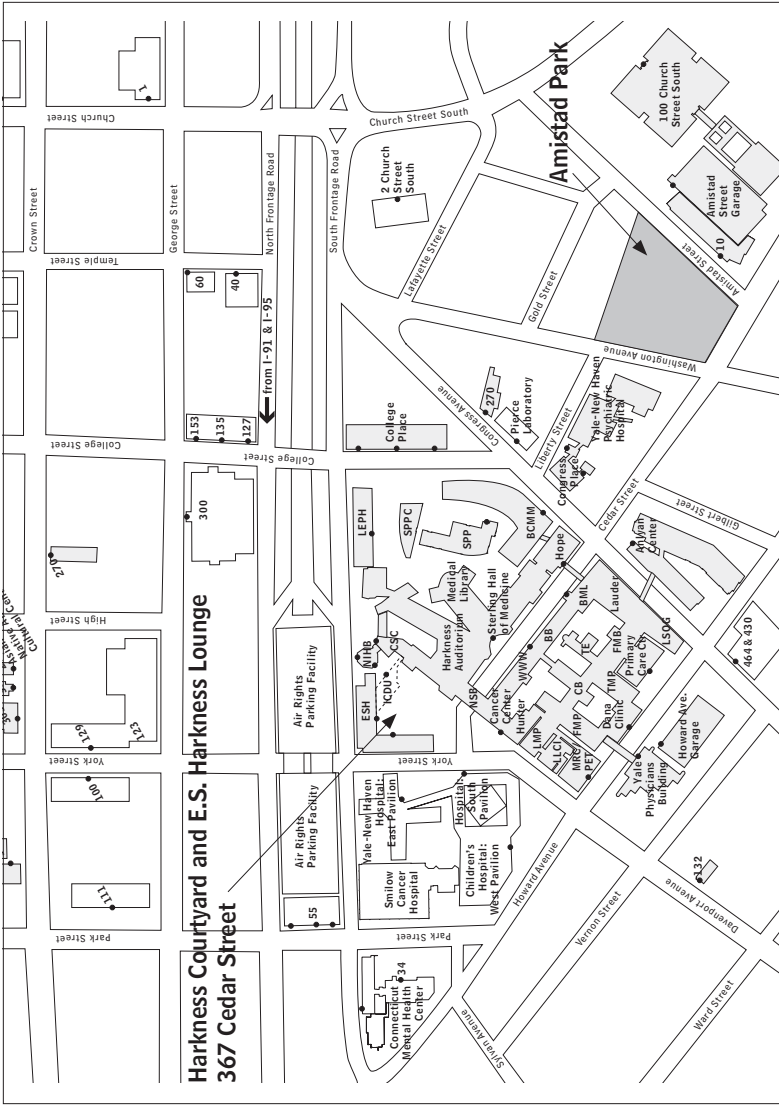 Harkness Courtyard and E.S. Harkness Lounge
367 Cedar Street
Amistad Park
Crown Street
George Street
North Frontage Road
South Frontage Road
from I-91 & I-95
Church Street
Temple Street
College Street
High Street
York Street
Park Street
1
60
40
153
135
127
300
270
Native A
Cultural Cen
129
123
100
111
Air Rights
Parking Facility
Air Rights
Parking Facility
55
College Street
Church Street South
2 Church
Street
South
Lafayette Street
Gold Street
Congress Avenue
Washington Avenue
Amistad Street
Liberty Street
Cedar Street
Gilbert Street
100 Church
Street South
Amistad
Street
Garage
10
College
Place
270
Pierce
Laboratory
Yale-New Haven
Psychiatric
Hospital
Congress
Place
LEPH
SPPC
SPP
BCMM
Medical
Library
Sterling Hall
of Medicine
Harkness
Auditorium
NIHB
CSC
ESH
ICDU
NSB
Hope
BML
Lauder
BB
WWW
TE
FMB
Primary
Care Ctr.
LSOG
CB
TMP
Cancer
Center
Hunter
Dana
Clinic
FMP
LMP
LLCI
MRC
PET
Anlyan
Center
464 & 430
York Street
Yale-New Haven
Hospital:
East Pavilion
Hospital:
South
Pavilion
Smilow
Cancer
Hospital
Children's
Hospital:
West Pavilion
Howard Avenue
Yale
Physicians
Building
Howard Ave.
Garage
132
Davenport Avenue
Vernon Street
Ward Street
Park Street
Sylvan Avenue
34
Connecticut
Mental Health
Center